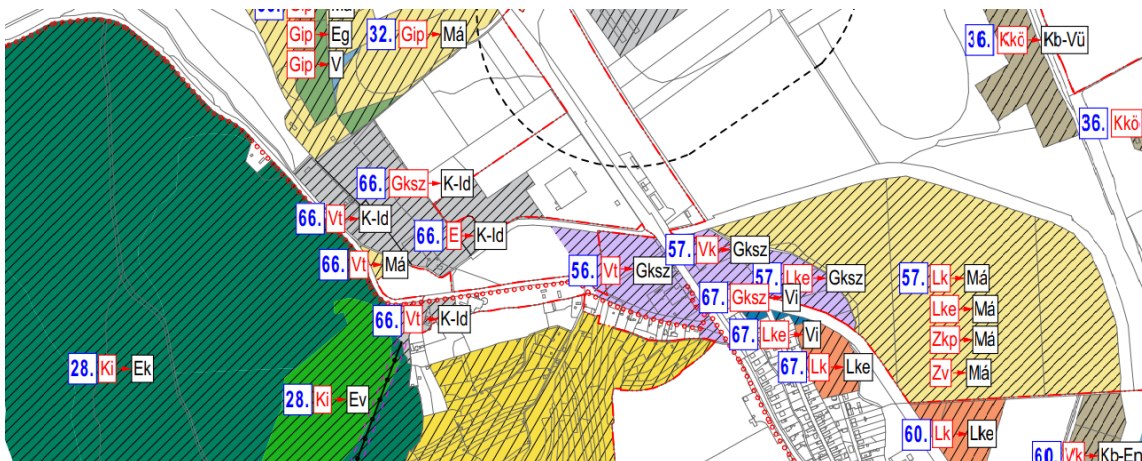 Gip Eg
Gip V
32. Gip Má
36. Kkö Kb-Vü
36. Kkö
66. Gksz K-Id
66. Vt K-Id
66. E K-Id
66. Vt Má
57. Vk Gksz
56. Vt Gksz
57. Lke Gksz
57. Lk Má
Lke Má
Zkp Má
Zv Má
67. Gksz Vi
67. Lke Vi
67. Lk Lke
66. Vt K-Id
28. Ki Ek
28. Ki Ev
60. Lk Lke
60. Vk